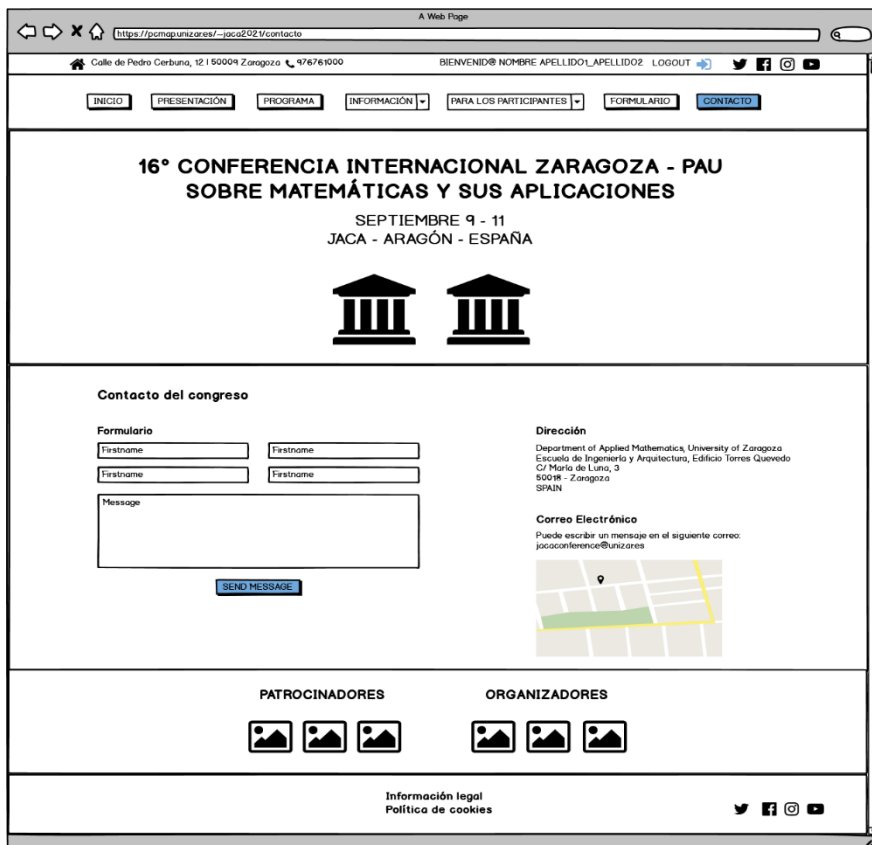 A Web Page
https://pcmap.unizar.es/~jaca2021/contacto
Calle de Pedro Cerbuna, 12 | 50009 Zaragoza 976761000 BIENVENID@ NOMBRE APELLIDO1_APELLIDO2 LOGOUT
INICIO PRESENTACIÓN PROGRAMA INFORMACIÓN PARA LOS PARTICIPANTES FORMULARIO CONTACTO
16º CONFERENCIA INTERNACIONAL ZARAGOZA - PAU
SOBRE MATEMÁTICAS Y SUS APLICACIONES
SEPTIEMBRE 9 - 11
JACA - ARAGÓN - ESPAÑA
Contacto del congreso
Formulario
Firstname Firstname
Firstname Firstname
Message
SEND MESSAGE
Dirección
Department of Applied Mathematics, University of Zaragoza
Escuela de Ingeniería y Arquitectura, Edificio Torres Quevedo
C/ María de Luna, 3
50018 - Zaragoza
SPAIN
Correo Electrónico
Puede escribir un mensaje en el siguiente correo:
jacaconference@unizar.es
PATROCINADORES ORGANIZADORES
Información legal
Política de cookies